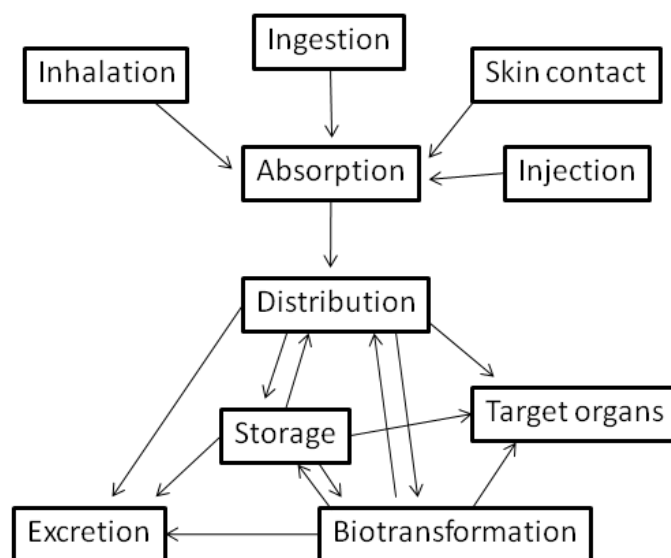 Ingestion
Inhalation
Skin contact
Absorption
Injection
Distribution
Target organs
Storage
Excretion
Biotransformation